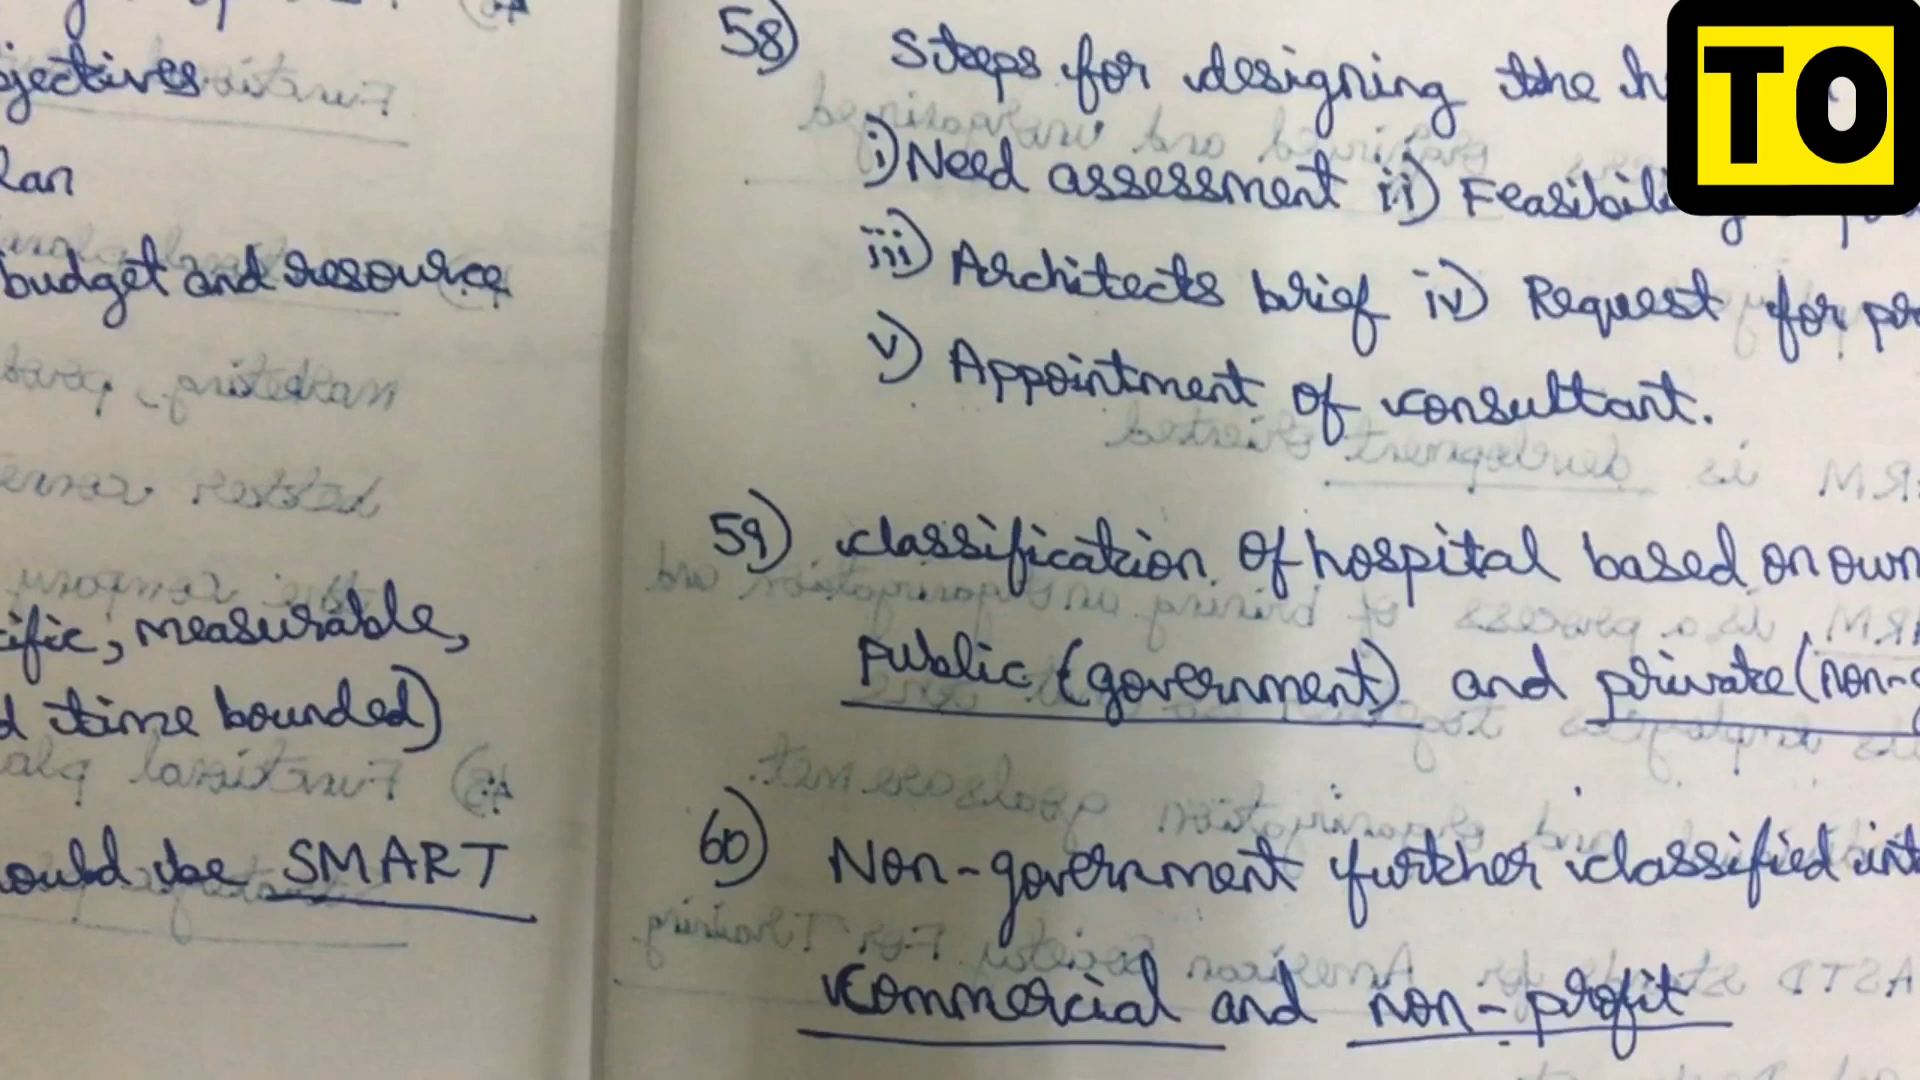 jectives
lan
budget and resource
ific, measurable,
d time bounded)
ould be SMART
58) Steps for designing the h
i) Need assessment ii) Feasibili
iii) Architects brief iv) Request for pr
v) Appointment of consultant.
59) classification of hospital based on own
Public (government) and private (non-g
60) Non-government further classified int
Commercial and non-profit
TO